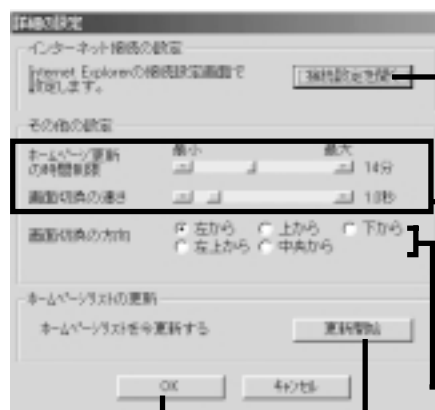 詳細の設定
インターネット接続の設定
Internet Explorerの接続設定画面で
設定します。
接続設定を開く
その他の設定
ホームページ更新
の時間制限
最小 最大
14分
画面切換の速さ
画面切換の方向
左から 上から 下から
左上から 中央から
ホームページリストの更新
ホームページリストを今更新する
更新開始
OK キャンセル